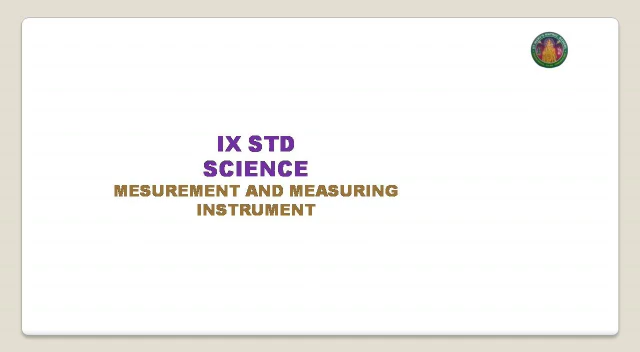 IX STD
SCIENCE
MESUREMENT AND MEASURING
INSTRUMENT